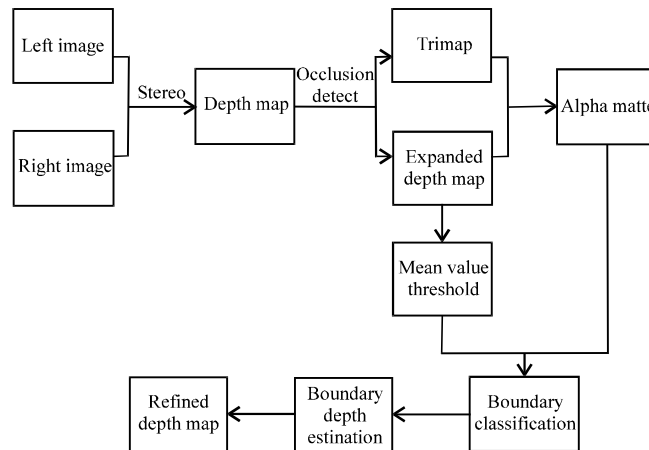 Left image
Right image
Stereo
Depth map
Occlusion
detect
Trimap
Expanded
depth map
Alpha matte
Mean value
threshold
Boundary
classification
Boundary
depth
estination
Refined
depth map